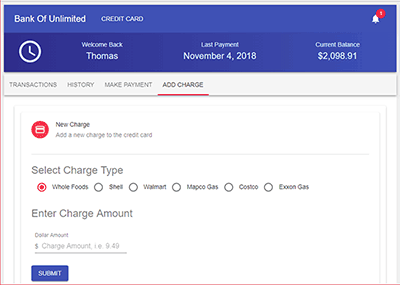 Bank Of Unlimited CREDIT CARD 1
Welcome Back Last Payment Current Balance
Thomas November 4, 2018 $2,098.91
TRANSACTIONS HISTORY MAKE PAYMENT ADD CHARGE
New Charge
Add a new charge to the credit card
Select Charge Type
Whole Foods Shell Walmart Mapco Gas Costco Exxon Gas
Enter Charge Amount
Dollar Amount
$ Charge Amount, i.e. 9.49
SUBMIT